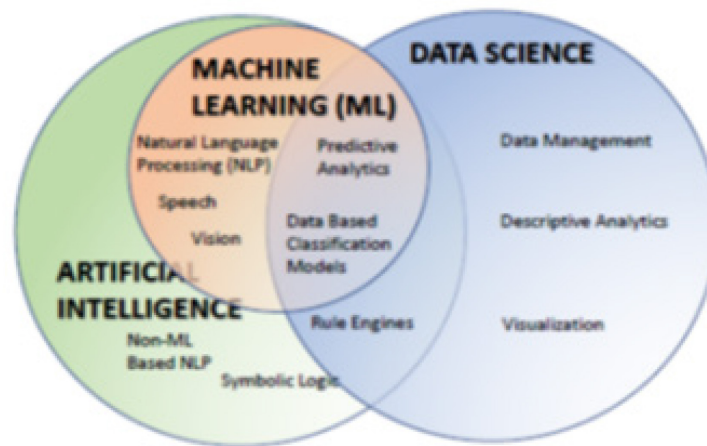 MACHINE
LEARNING (ML)
DATA SCIENCE
Natural Language
Processing (NLP)
Predictive
Analytics
Data Management
Speech
Vision
Data Based
Classification
Models
Descriptive Analytics
ARTIFICIAL
INTELLIGENCE
Rule Engines
Visualization
Non-ML
Based NLP
Symbolic Logic